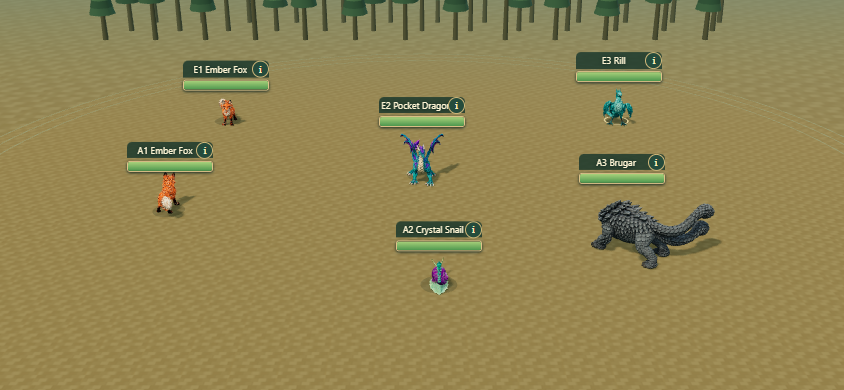 E3 Rill i
E1 Ember Fox i
E2 Pocket Dragon i
A1 Ember Fox i
A3 Brugar i
A2 Crystal Snail i